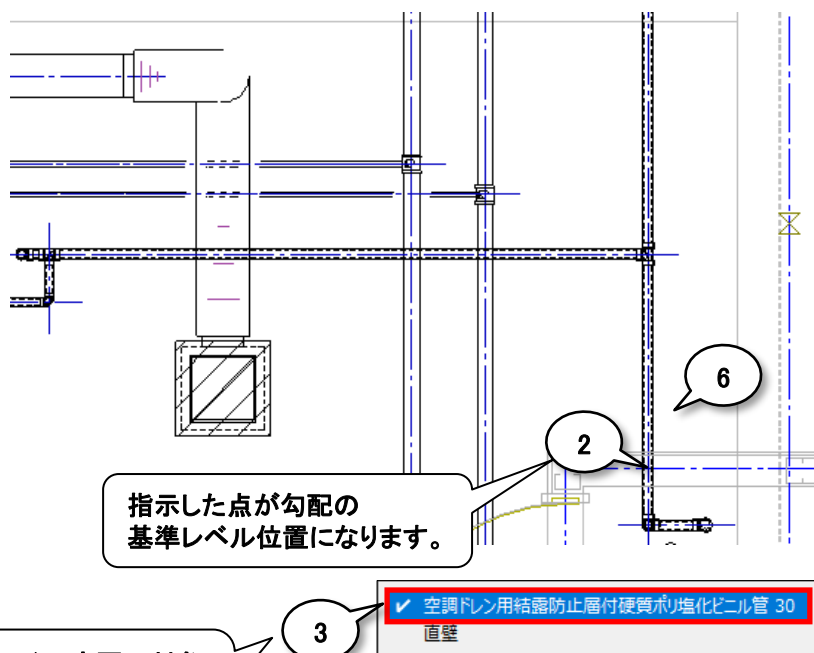 6
2
指示した点が勾配の
基準レベル位置になります。
3
✔ 空調ドレン用結露防止層付硬質ポリ塩化ビニル管 30
直壁